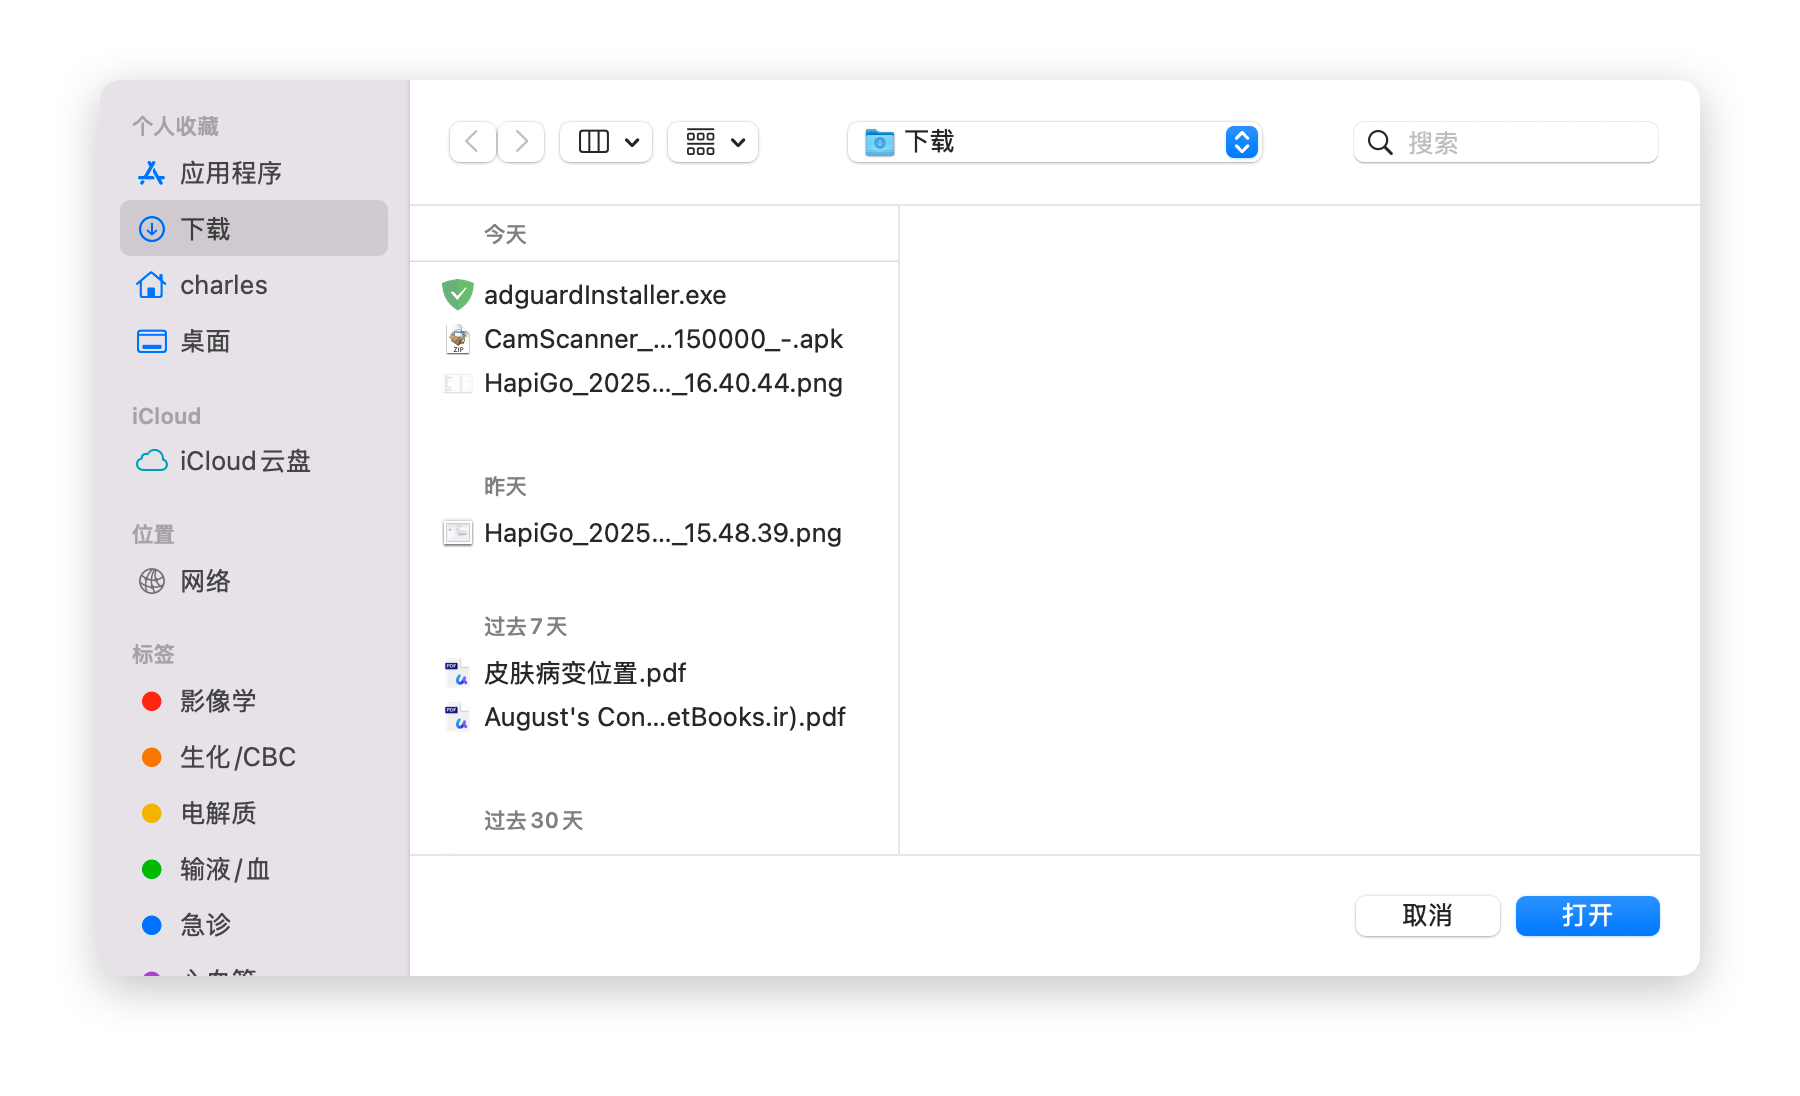 个人收藏
应用程序
下载
charles
桌面
iCloud
iCloud云盘
位置
网络
标签
影像学
生化/CBC
电解质
输液/血
急诊
下载
搜索
今天
adguardInstaller.exe
CamScanner_...150000_-.apk
HapiGo_2025..._16.40.44.png
昨天
HapiGo_2025..._15.48.39.png
过去7天
皮肤病变位置.pdf
August's Con...etBooks.ir).pdf
过去30天
取消
打开